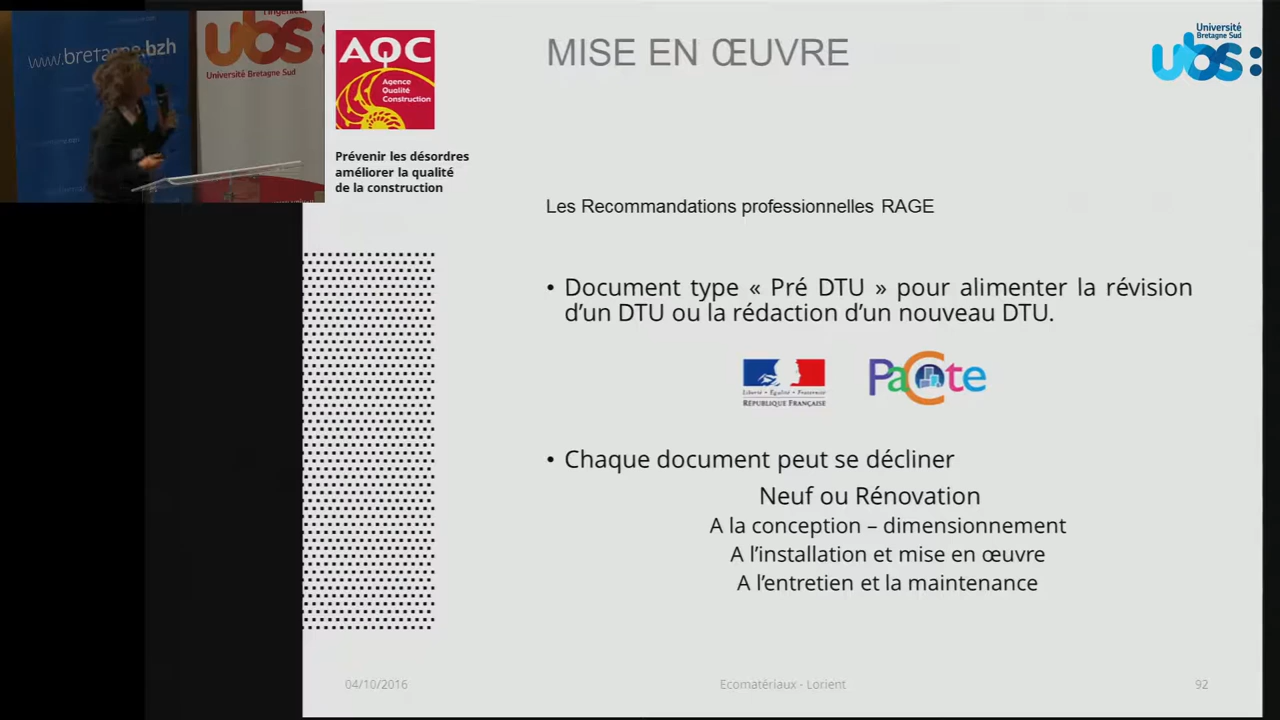 www.bretagne.bzh
ubs:
Université Bretagne Sud
AQC
Agence
Qualité
Construction
Prévenir les désordres
améliorer la qualité
de la construction
MISE EN ŒUVRE
Université
Bretagne Sud
ubs:
Les Recommandations professionnelles RAGE
• Document type « Pré DTU » pour alimenter la révision
d’un DTU ou la rédaction d’un nouveau DTU.
Liberté • Égalité • Fraternité
RÉPUBLIQUE FRANÇAISE
PaCte
• Chaque document peut se décliner
Neuf ou Rénovation
A la conception – dimensionnement
A l’installation et mise en œuvre
A l’entretien et la maintenance
04/10/2016
Ecomatériaux - Lorient
92